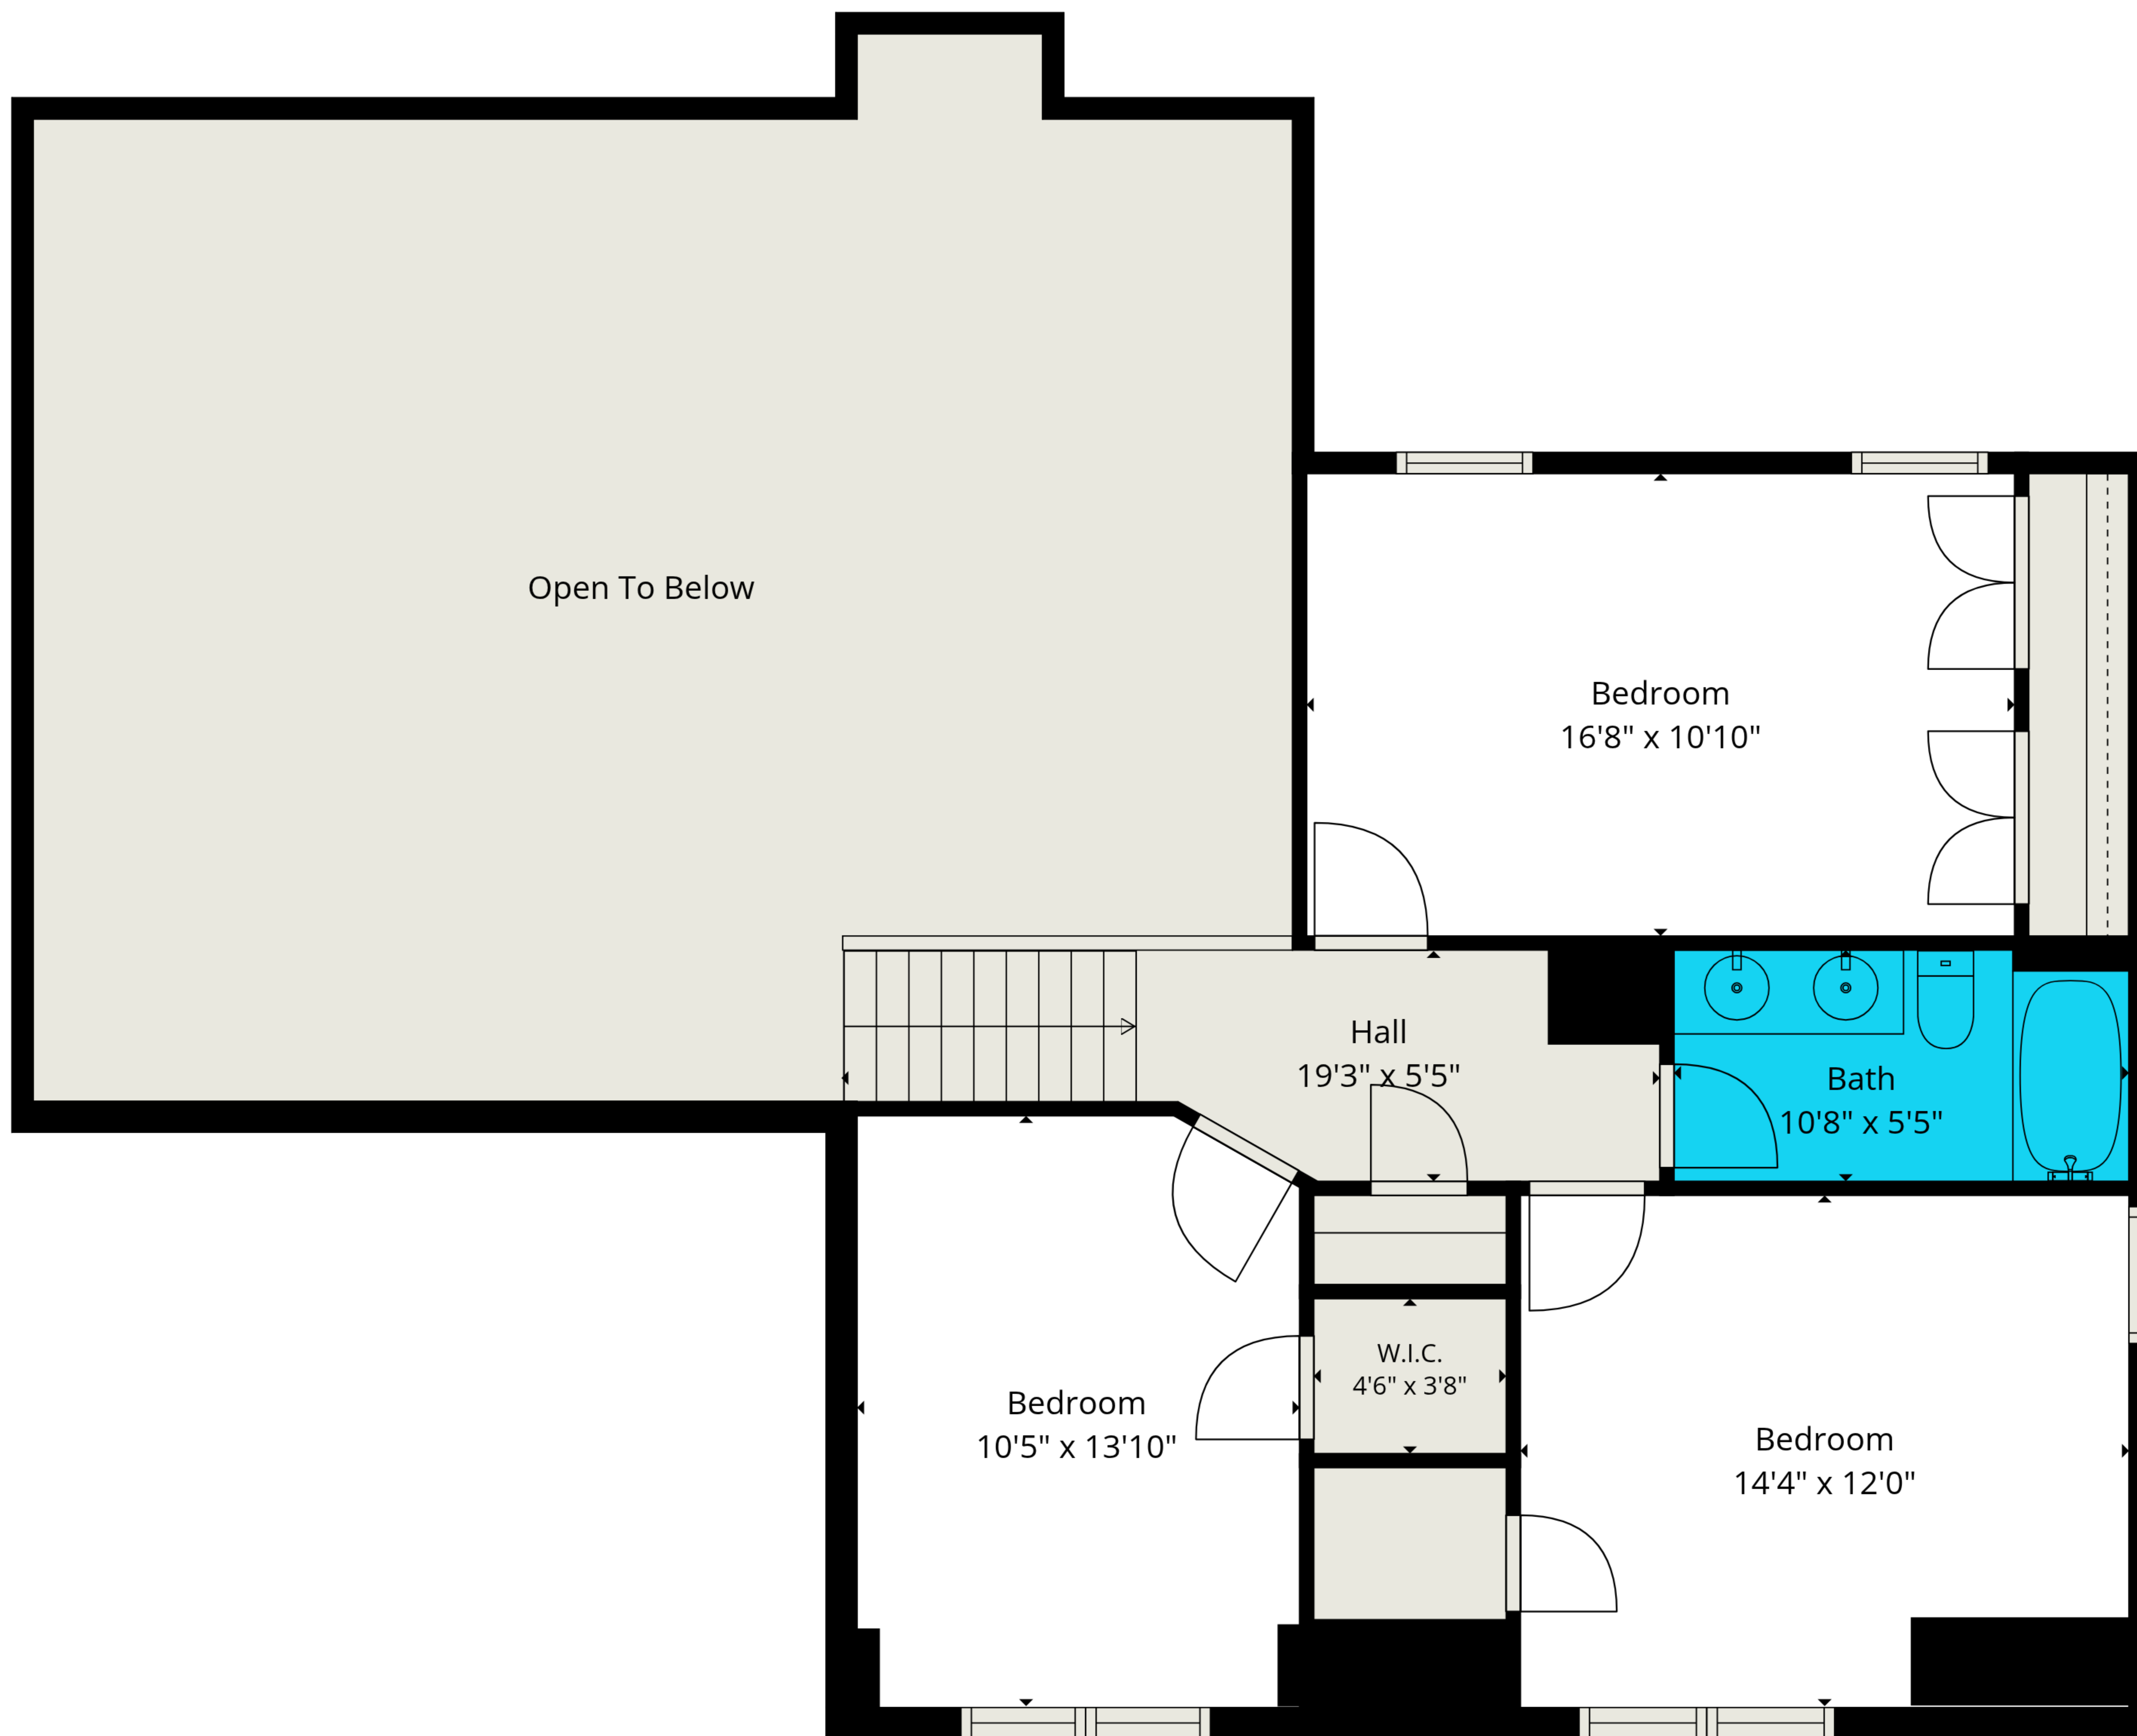 Open To Below
Bedroom
16'8" x 10'10"
Hall
19'3" x 5'5"
Bath
10'8" x 5'5"
W.I.C.
4'6" x 3'8"
Bedroom
10'5" x 13'10"
Bedroom
14'4" x 12'0"